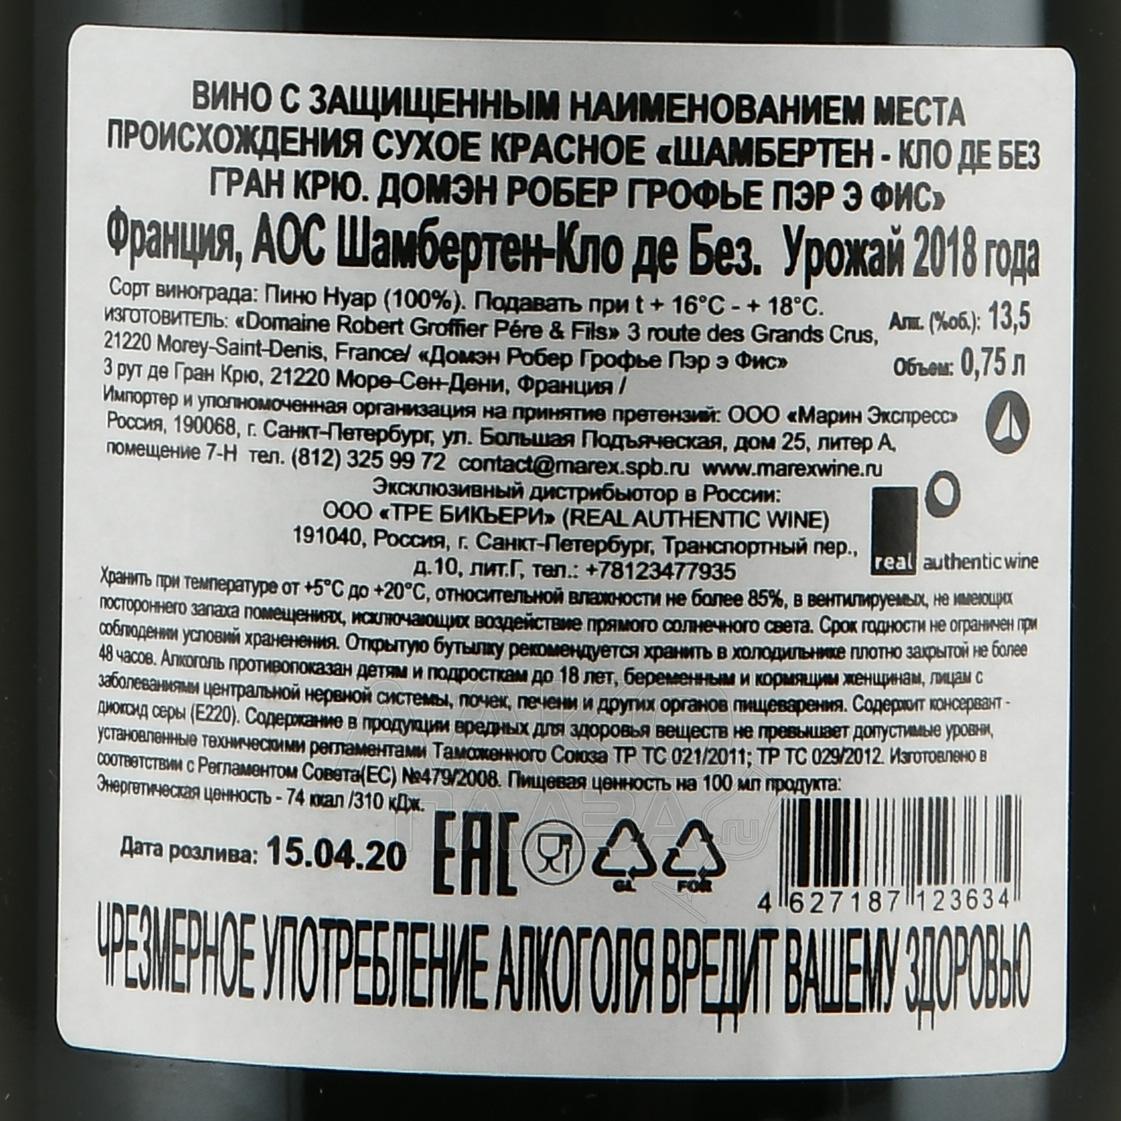 ВИНО С ЗАЩИЩЕННЫМ НАИМЕНОВАНИЕМ МЕСТА
ПРОИСХОЖДЕНИЯ СУХОЕ КРАСНОЕ «ШАМБЕРТЕН - КЛО ДЕ БЕЗ
ГРАН КРЮ. ДОМЭН РОБЕР ГРОФЬЕ ПЭР Э ФИС»
Франция, АОС Шамбертен-Кло де Без. Урожай 2018 года
Сорт винограда: Пино Нуар (100%). Подавать при t + 16°C - + 18°C.
Алк. (%об.): 13,5
ИЗГОТОВИТЕЛЬ: «Domaine Robert Groffier Pére & Fils» 3 route des Grands Crus,
21220 Morey-Saint-Denis, France/ «Домэн Робер Грофье Пэр э Фис»
Объем: 0,75 л
3 рут де Гран Крю, 21220 Море-Сен-Дени, Франция /
Импортер и уполномоченная организация на принятие претензий: ООО «Марин Экспресс»
Россия, 190068, г. Санкт-Петербург, ул. Большая Подъяческая, дом 25, литер А,
помещение 7-Н тел. (812) 325 99 72 contact@marex.spb.ru www.marexwine.ru
Эксклюзивный дистрибьютор в России:
ООО «ТРЕ БИКЬЕРИ» (REAL AUTHENTIC WINE)
191040, Россия, г. Санкт-Петербург, Транспортный пер.,
д.10, лит.Г, тел.: +78123477935
real authentic wine
Хранить при температуре от +5°C до +20°C, относительной влажности не более 85%, в вентилируемых, не имеющих
постороннего запаха помещениях, исключающих воздействие прямого солнечного света. Срок годности не ограничен при
соблюдении условий храненения. Открытую бутылку рекомендуется хранить в холодильнике плотно закрытой не более
48 часов. Алкоголь противопоказан детям и подросткам до 18 лет, беременным и кормящим женщинам, лицам с
заболеваниями центральной нервной системы, почек, печени и других органов пищеварения. Содержит консервант -
диоксид серы (Е220). Содержание в продукции вредных для здоровья веществ не превышает допустимые уровни,
установленные техническими регламентами Таможенного Союза ТР ТС 021/2011; ТР ТС 029/2012. Изготовлено в
соответствии с Регламентом Совета(ЕС) №479/2008. Пищевая ценность на 100 мл продукта:
Энергетическая ценность - 74 ккал /310 кДж.
Дата розлива: 15.04.20
EAC
GL
FOR
4 627187 123634
ЧРЕЗМЕРНОЕ УПОТРЕБЛЕНИЕ АЛКОГОЛЯ ВРЕДИТ ВАШЕМУ ЗДОРОВЬЮ